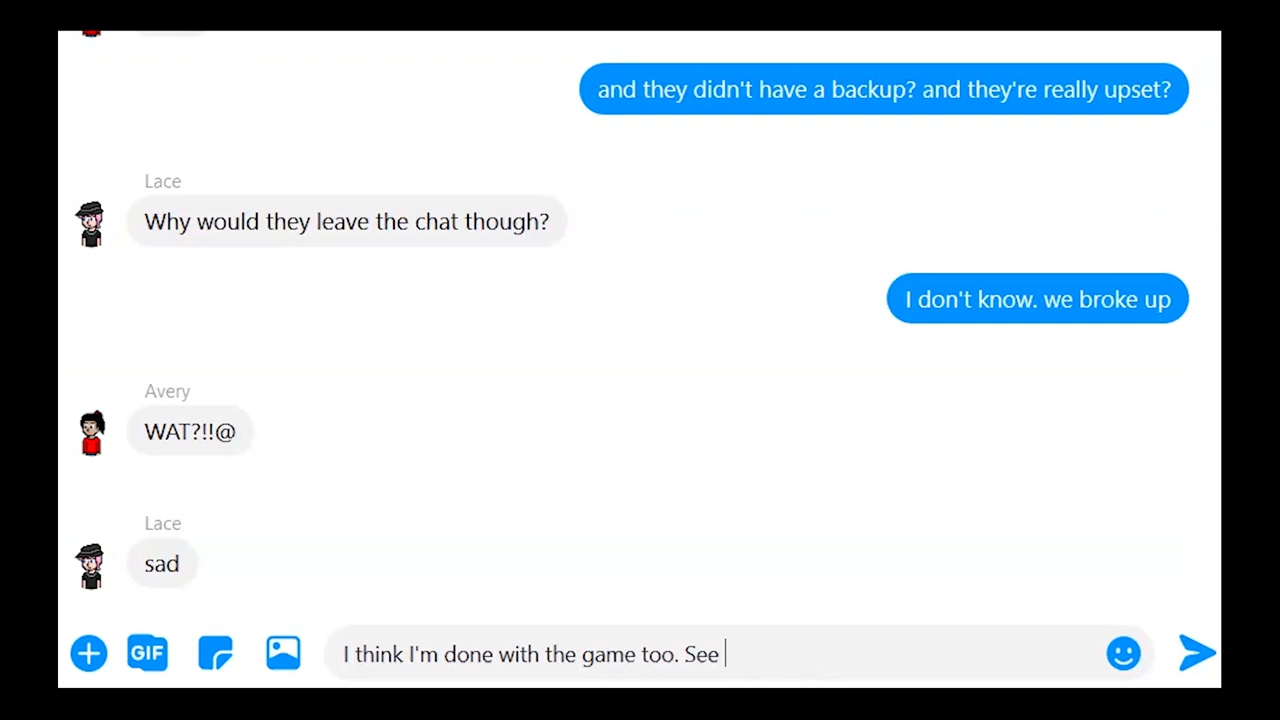 and they didn't have a backup? and they're really upset?
Lace
Why would they leave the chat though?
I don't know. we broke up
Avery
WAT?!!@
Lace
sad
GIF
I think I'm done with the game too. See